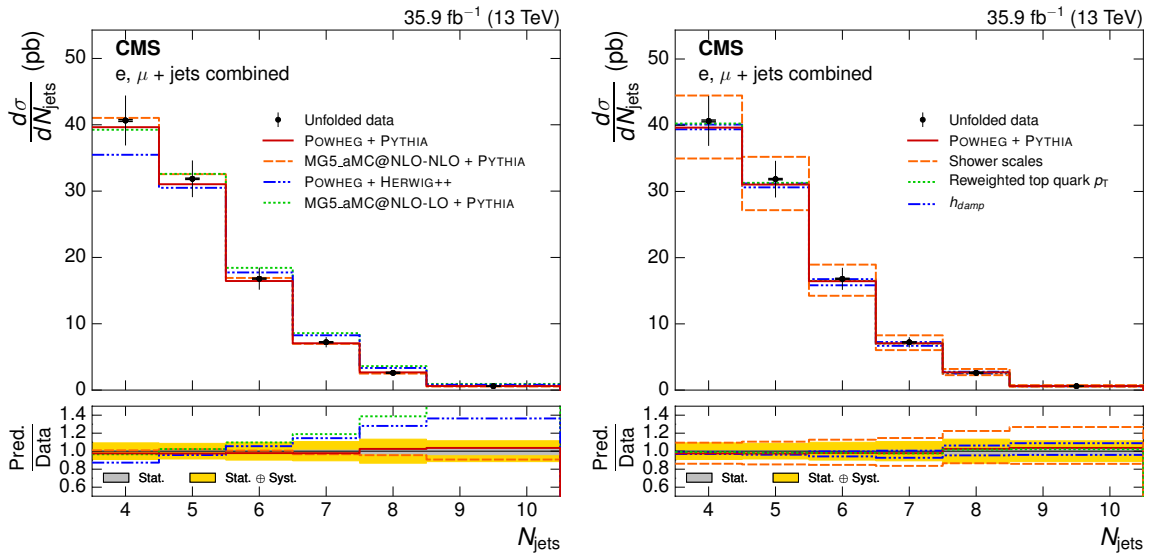 35.9 fb⁻¹ (13 TeV)
CMS
e, μ + jets combined
dσ/dN_jets (pb)
50
40
30
20
10
0
Unfolded data
POWHEG + PYTHIA
MG5_aMC@NLO-NLO + PYTHIA
POWHEG + HERWIG++
MG5_aMC@NLO-LO + PYTHIA
Pred./Data
1.4
1.2
1.0
0.8
0.6
Stat.
Stat. ⊕ Syst.
4 5 6 7 8 9 10
N_jets
35.9 fb⁻¹ (13 TeV)
CMS
e, μ + jets combined
dσ/dN_jets (pb)
50
40
30
20
10
0
Unfolded data
POWHEG + PYTHIA
Shower scales
Reweighted top quark p_T
h_damp
Pred./Data
1.4
1.2
1.0
0.8
0.6
Stat.
Stat. ⊕ Syst.
4 5 6 7 8 9 10
N_jets